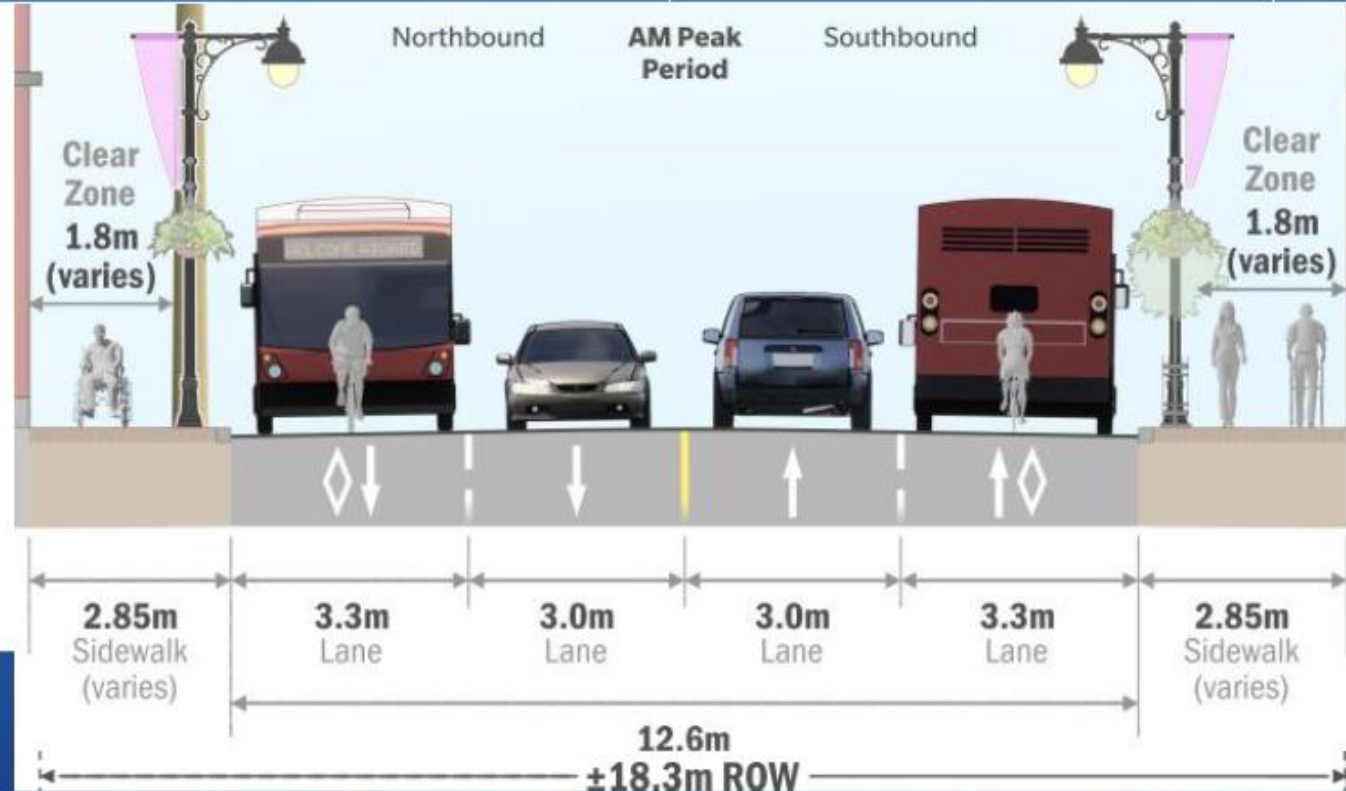 Northbound
AM Peak
Period
Southbound
Clear
Zone
1.8m
(varies)
Clear
Zone
1.8m
(varies)
2.85m
Sidewalk
(varies)
3.3m
Lane
3.0m
Lane
3.0m
Lane
3.3m
Lane
2.85m
Sidewalk
(varies)
12.6m
±18.3m ROW